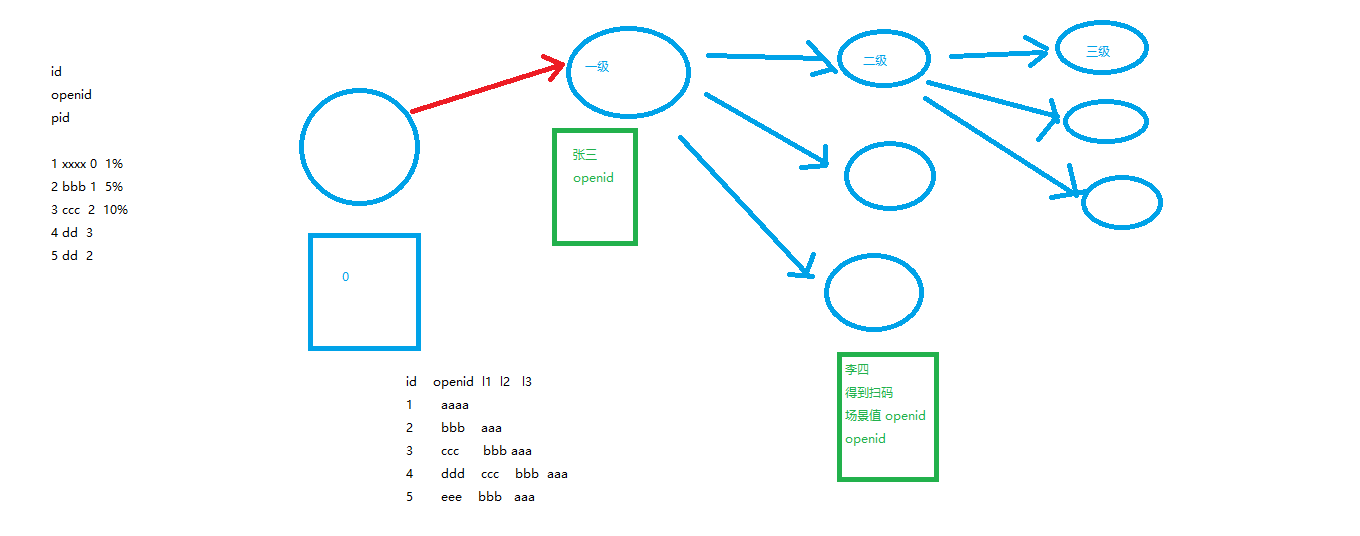 id
openid
pid
1 xxxx 0 1%
2 bbb 1 5%
3 ccc 2 10%
4 dd 3
5 dd 2
0
一级
张三
openid
二级
三级
李四
得到扫码
场景值 openid
openid
id openid l1 l2 l3
1 aaaa
2 bbb aaa
3 ccc bbb aaa
4 ddd ccc bbb aaa
5 eee bbb aaa